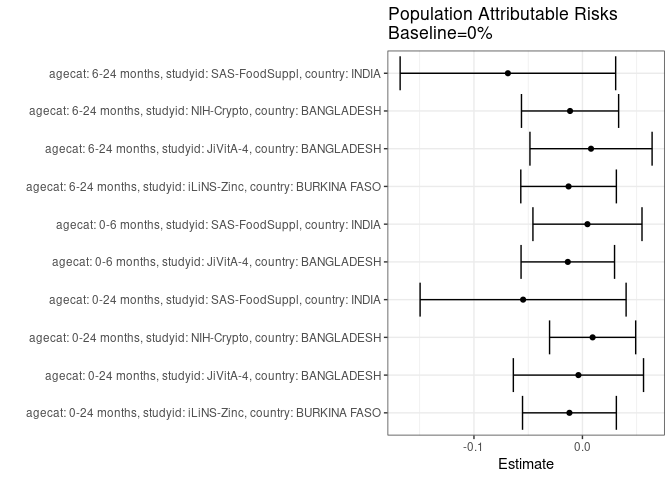 Population Attributable Risks
Baseline=0%
agecat: 6-24 months, studyid: SAS-FoodSuppl, country: INDIA
agecat: 6-24 months, studyid: NIH-Crypto, country: BANGLADESH
agecat: 6-24 months, studyid: JiVitA-4, country: BANGLADESH
agecat: 6-24 months, studyid: iLiNS-Zinc, country: BURKINA FASO
agecat: 0-6 months, studyid: SAS-FoodSuppl, country: INDIA
agecat: 0-6 months, studyid: JiVitA-4, country: BANGLADESH
agecat: 0-24 months, studyid: SAS-FoodSuppl, country: INDIA
agecat: 0-24 months, studyid: NIH-Crypto, country: BANGLADESH
agecat: 0-24 months, studyid: JiVitA-4, country: BANGLADESH
agecat: 0-24 months, studyid: iLiNS-Zinc, country: BURKINA FASO
-0.1 0.0
Estimate